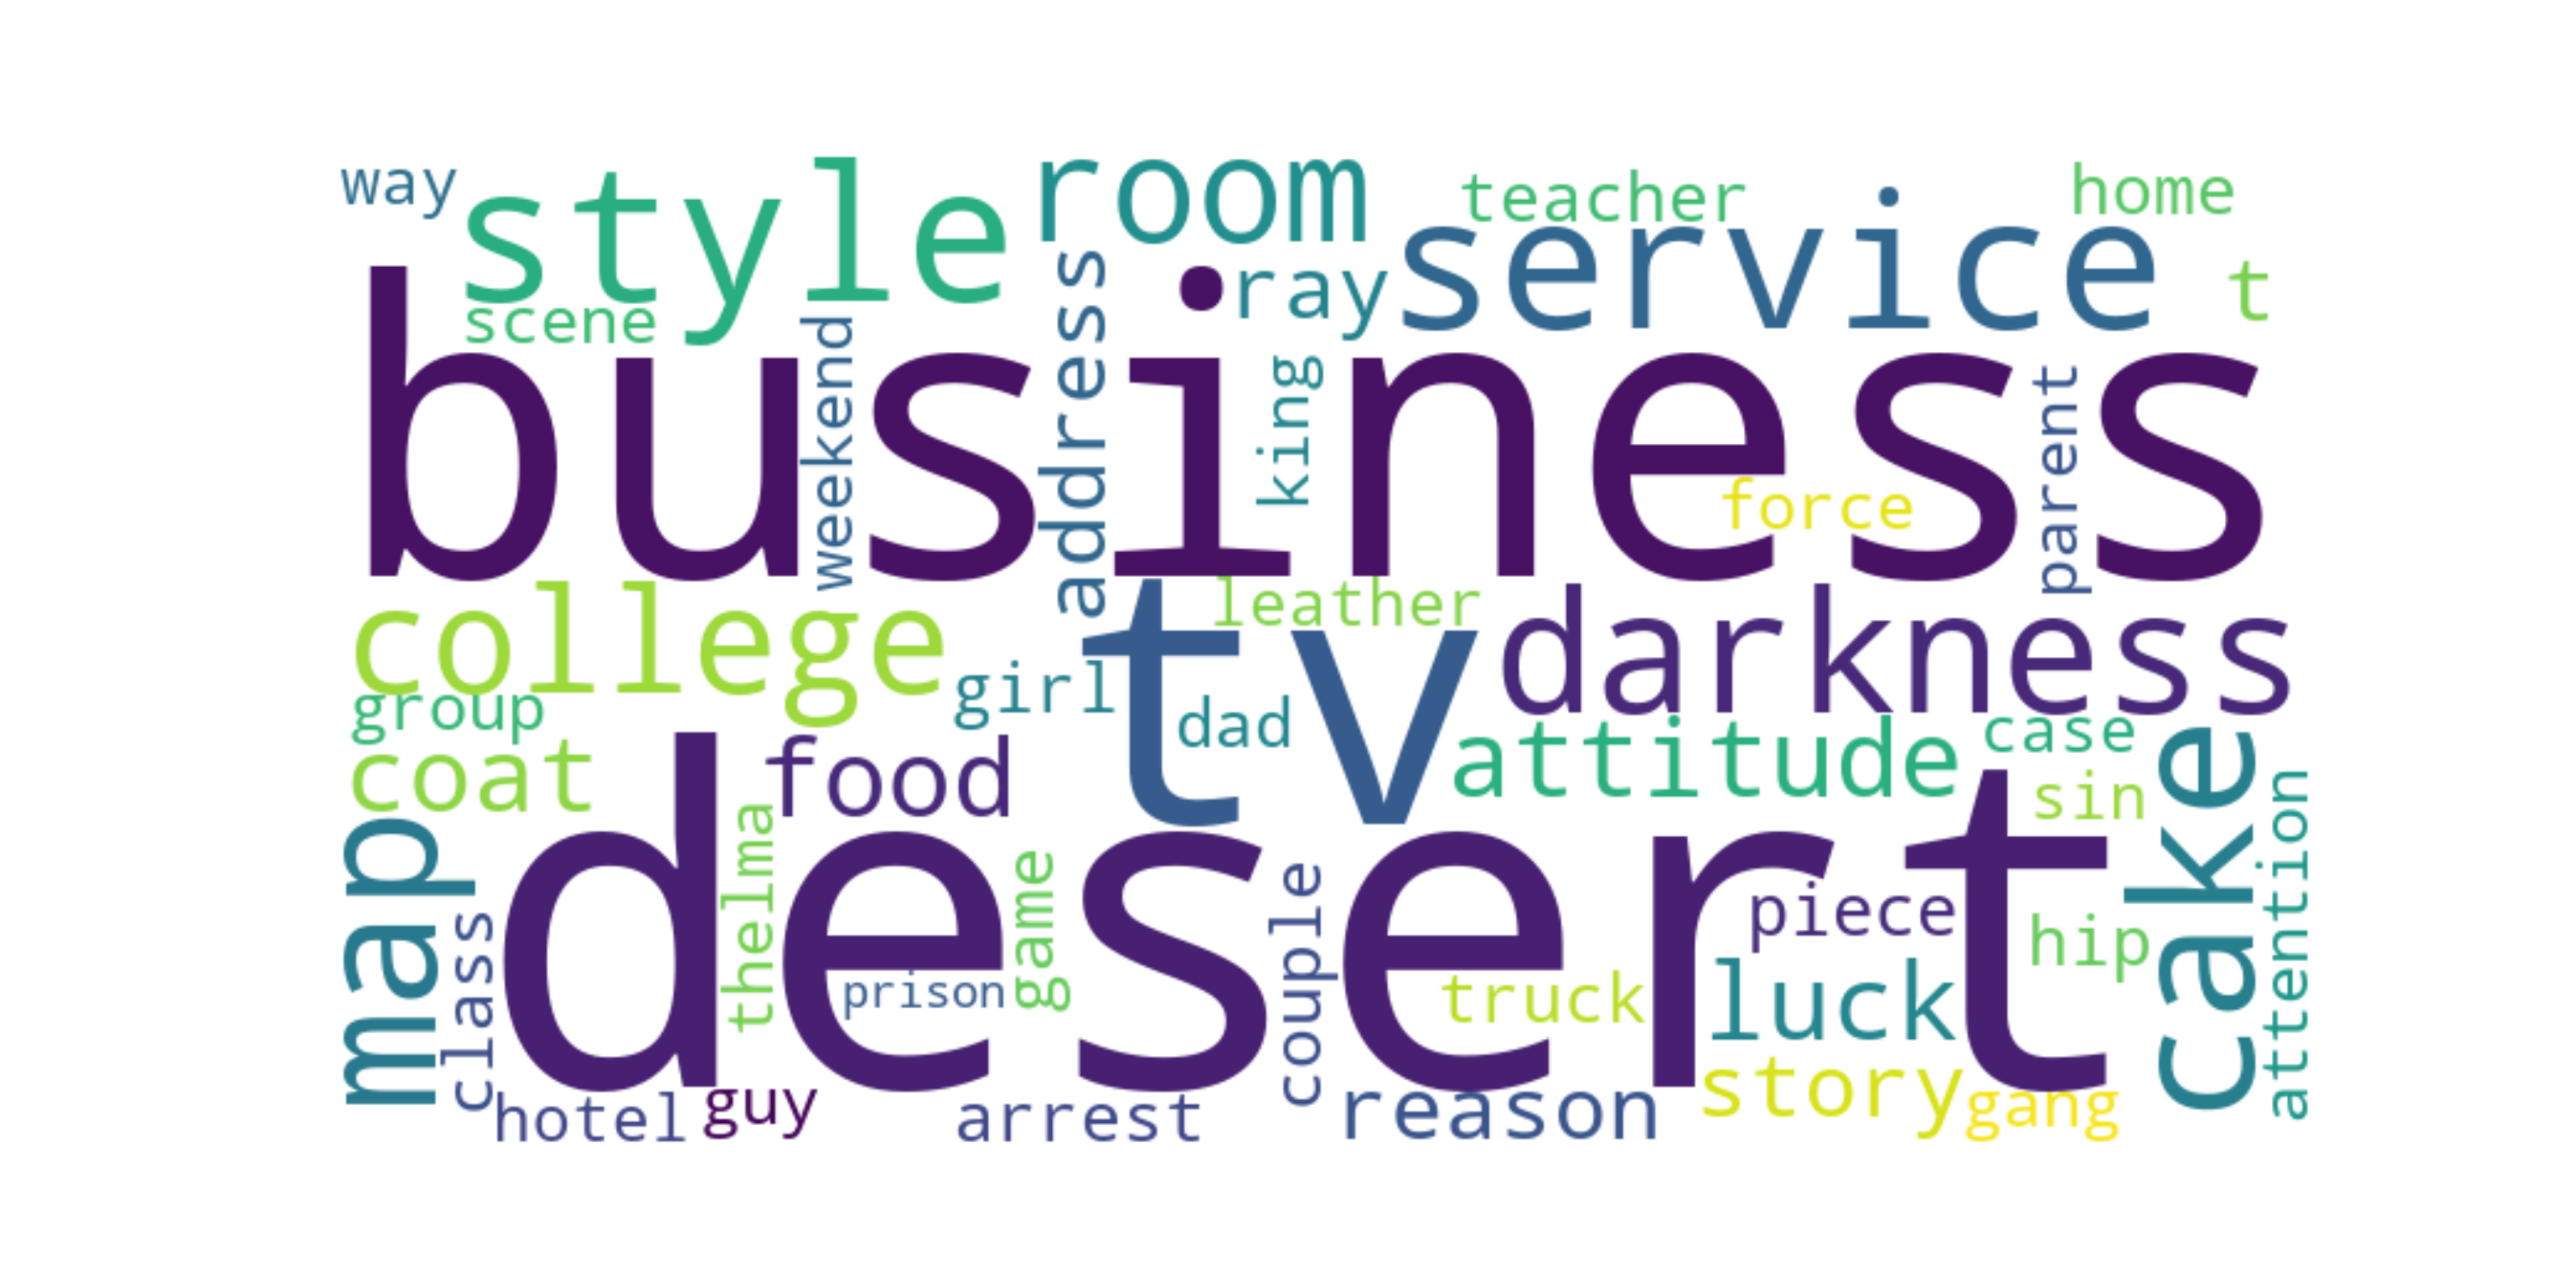 way
style
room
teacher
service
home
scene
ray
t
business
weekend
address
king
force
parent
college
leather
tv
darkness
group
girl
dad
attitude
case
coat
food
sin
cake
map
desert
attention
class
thelma
prison
game
couple
truck
piece
hip
luck
hotel
guy
arrest
reason
story
gang